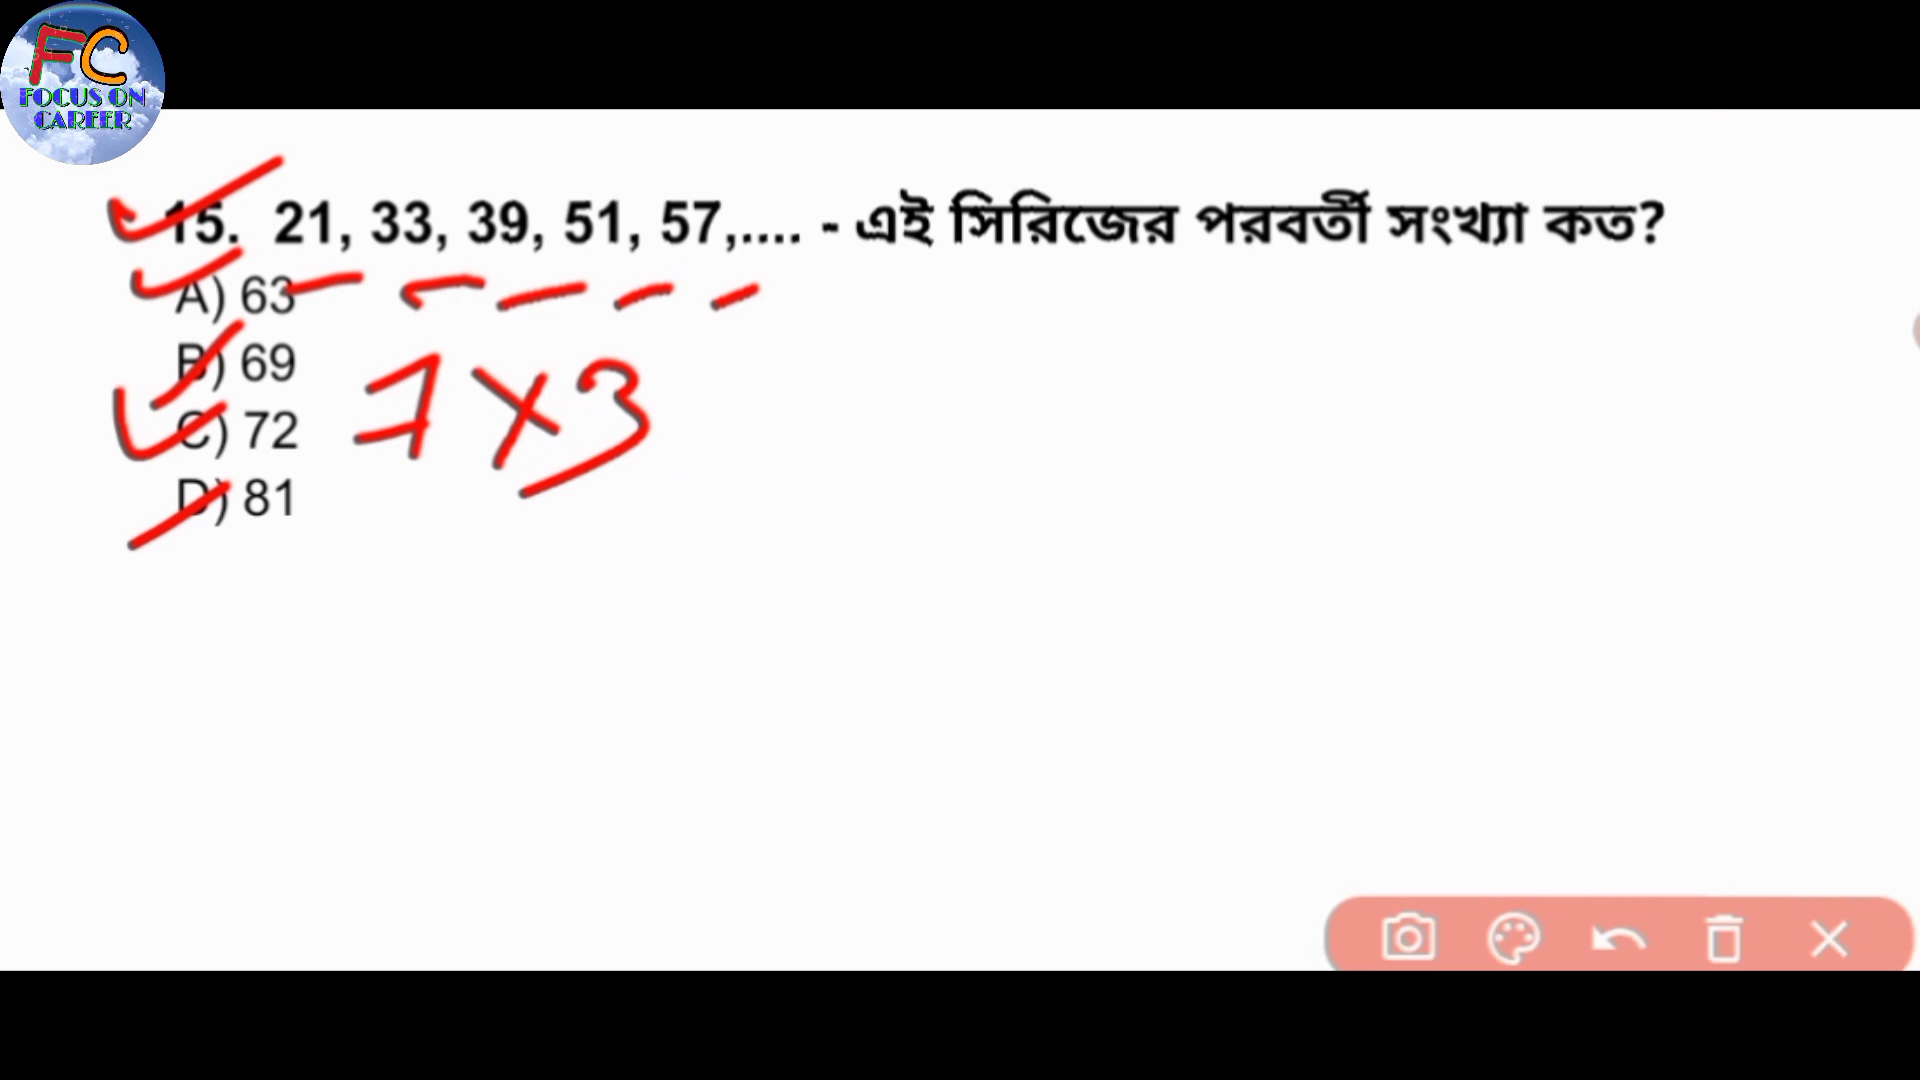 FC
FOCUS ON
CAREER
15. 21, 33, 39, 51, 57,.... - এই সিরিজের পরবর্তী সংখ্যা কত?
A) 63
B) 69
C) 72
D) 81
7 × 3